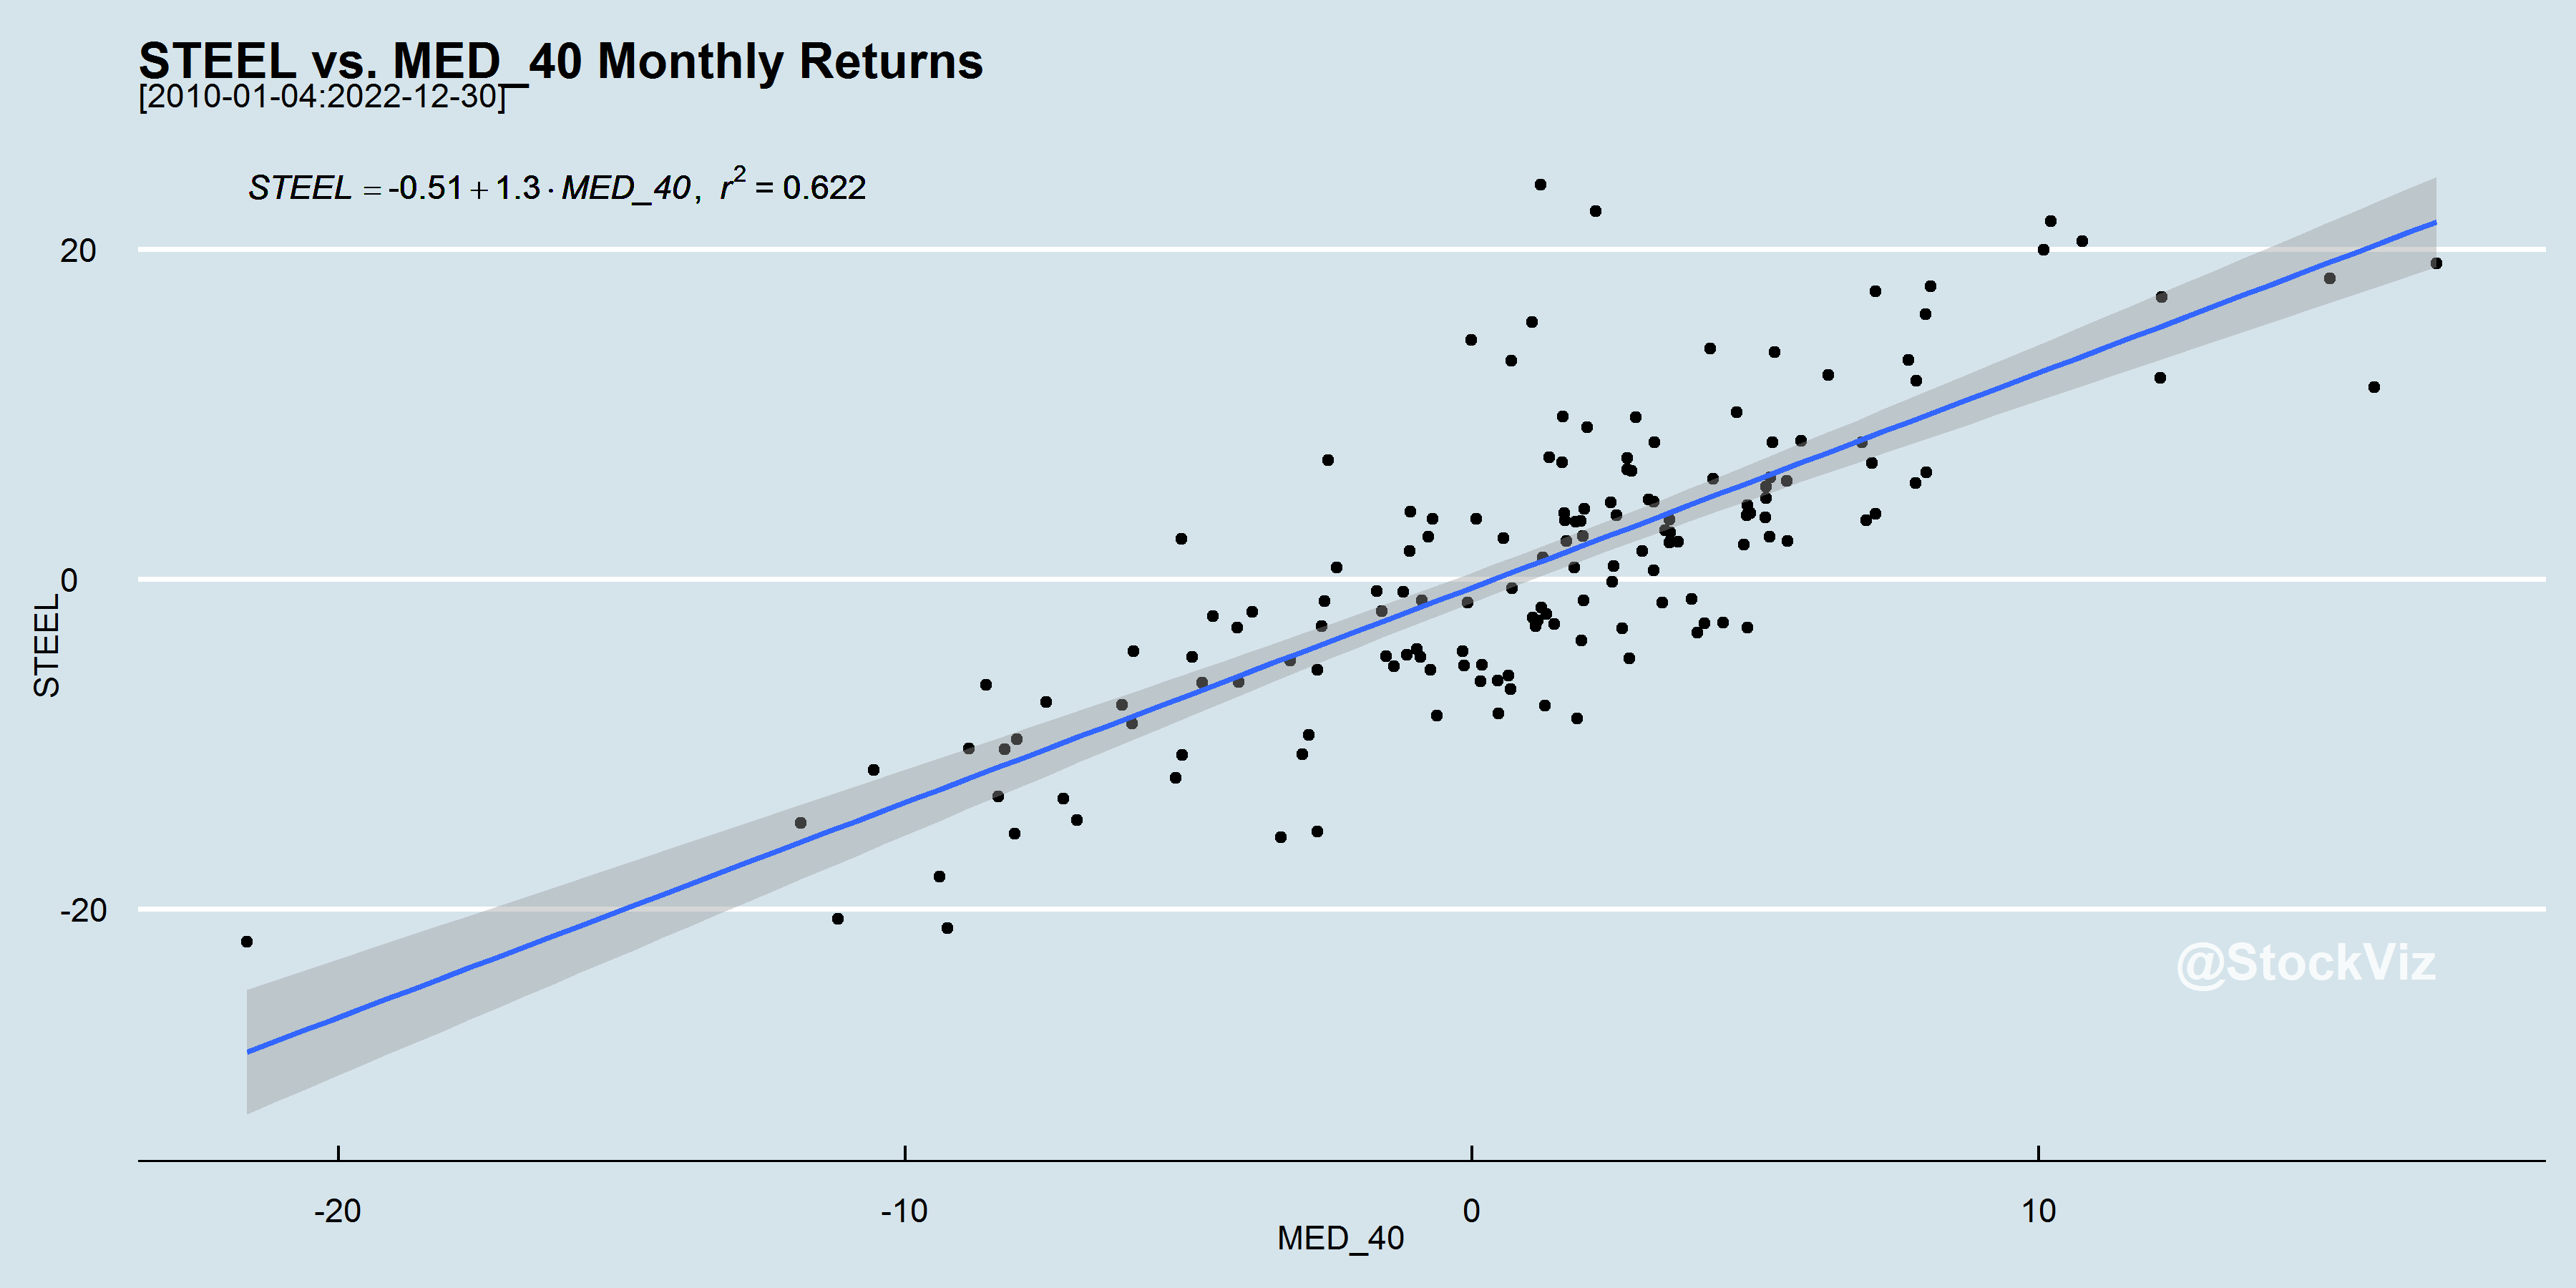 STEEL vs. MED_40 Monthly Returns
[2010-01-04:2022-12-30]
STEEL = -0.51 + 1.3 · MED_40, r² = 0.622
20
0
-20
STEEL
@StockViz
-20 -10 0 10
MED_40